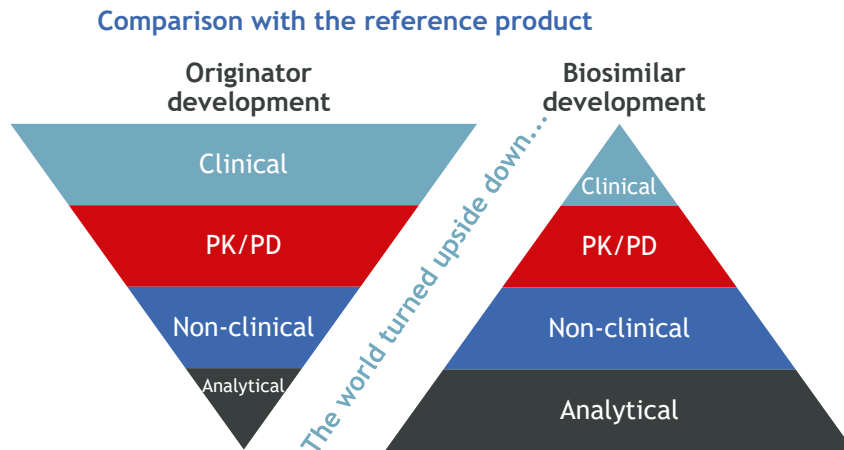 Comparison with the reference product
Originator
development
Clinical
PK/PD
Non-clinical
Analytical
The world turned upside down...
Biosimilar
development
Clinical
PK/PD
Non-clinical
Analytical